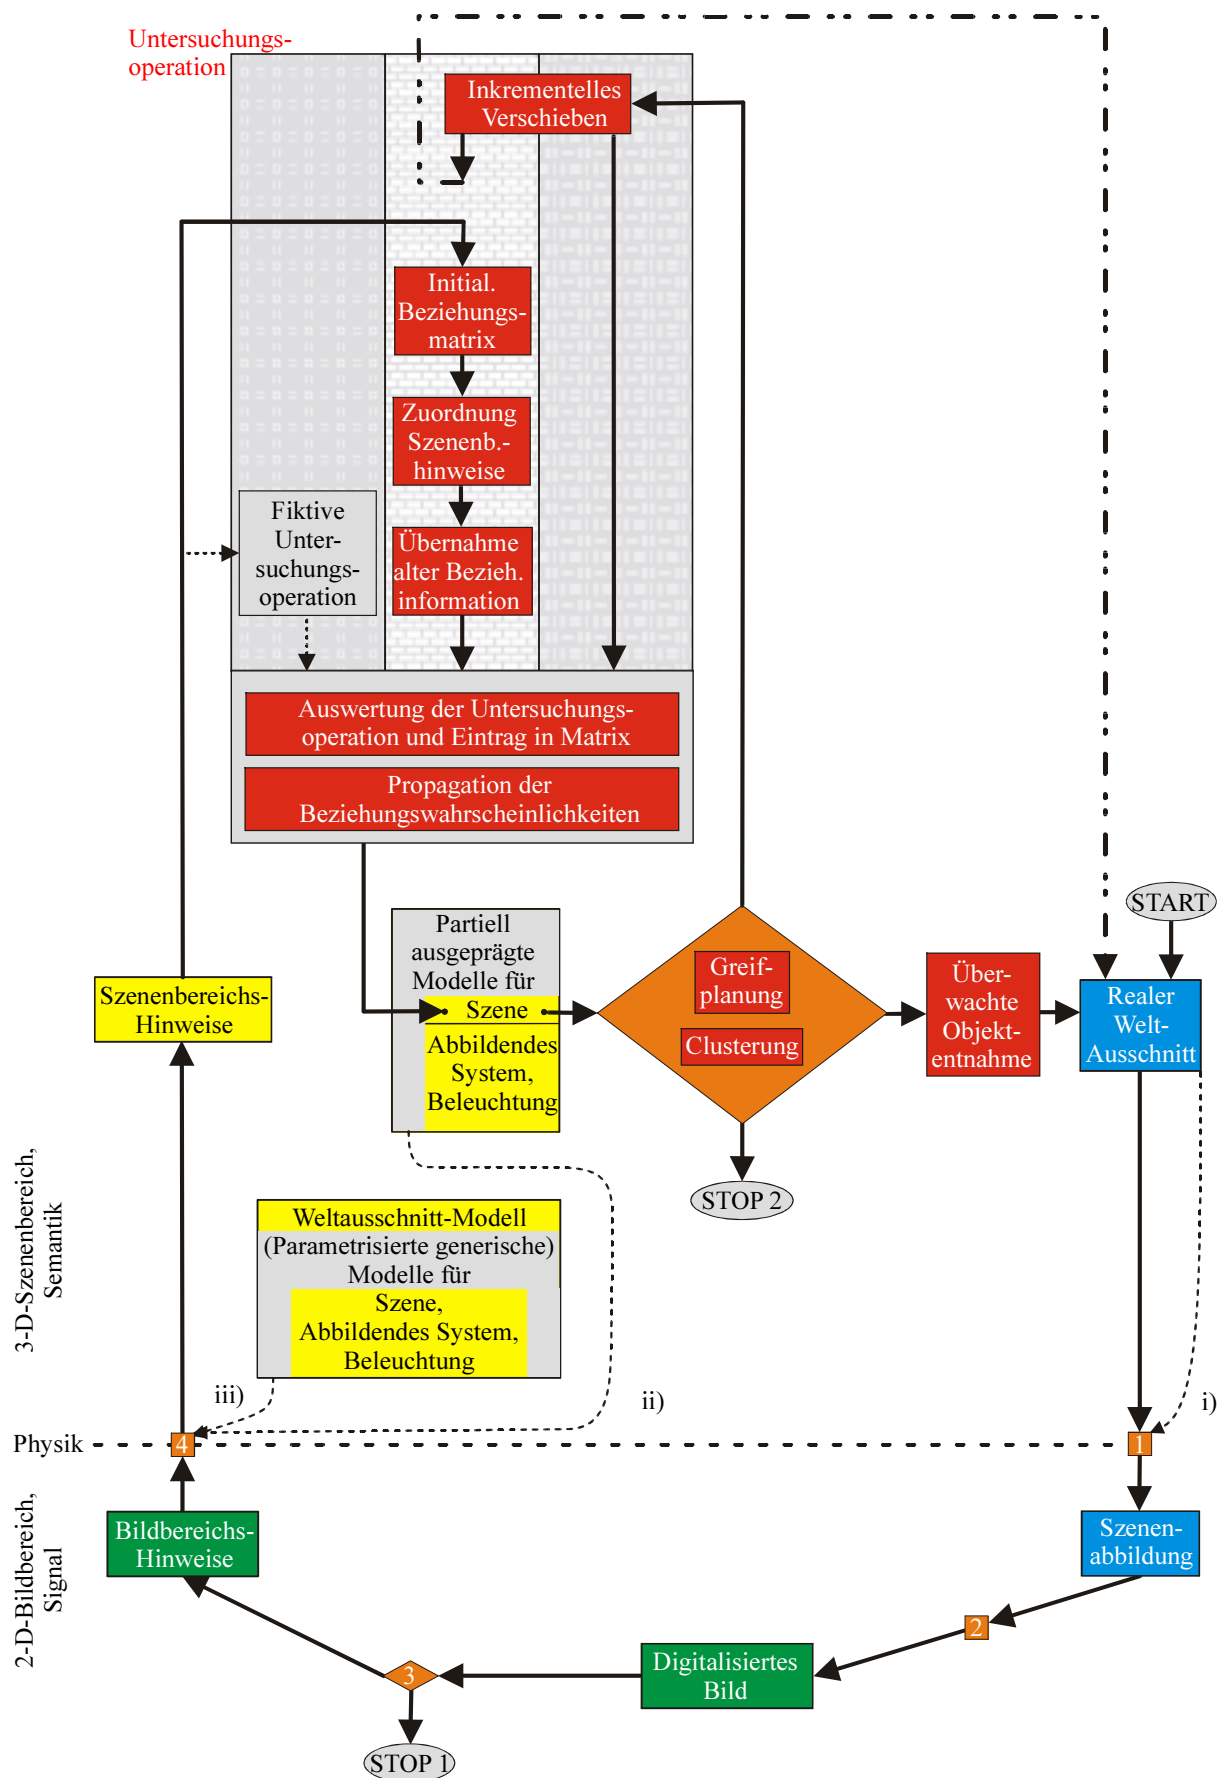 Untersuchungs-
operation
Inkrementelles
Verschieben
Initial.
Beziehungs-
matrix
Zuordnung
Szenenb.-
hinweise
Fiktive
Unter-
suchungs-
operation
Übernahme
alter Bezieh.
information
Auswertung der Untersuchungs-
operation und Eintrag in Matrix
Propagation der
Beziehungswahrscheinlichkeiten
START
Partiell
ausgeprägte
Modelle für
Szene
Abbildendes
System,
Beleuchtung
Greif-
planung
Clusterung
Über-
wachte
Objekt-
entnahme
Realer
Welt-
Ausschnitt
Szenenbereichs-
Hinweise
STOP 2
Weltausschnitt-Modell
(Parametrisierte generische)
Modelle für
Szene,
Abbildendes System,
Beleuchtung
3-D-Szenenbereich,
Semantik
iii)
ii)
i)
Physik
4
1
2-D-Bildbereich,
Signal
Bildbereichs-
Hinweise
Szenen-
abbildung
2
Digitalisiertes
Bild
3
STOP 1